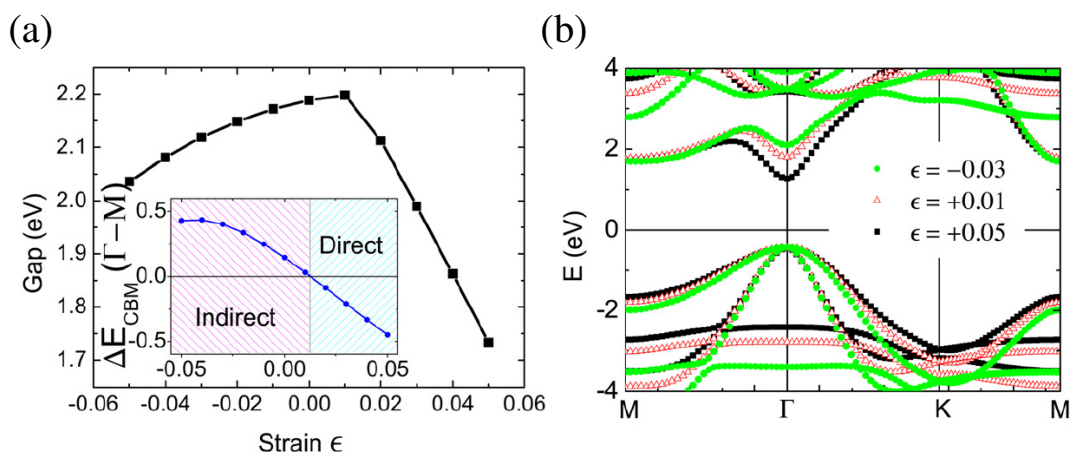 (a)
(b)
2.2
2.1
2.0
1.9
1.8
1.7
Gap (eV)
-0.06
-0.04
-0.02
0.00
0.02
0.04
0.06
Strain ϵ
ΔE_CBM (Γ−M)
0.5
0.0
-0.5
-0.05
0.00
0.05
Direct
Indirect
4
2
0
-2
-4
E (eV)
ϵ = −0.03
ϵ = +0.01
ϵ = +0.05
M
Γ
K
M